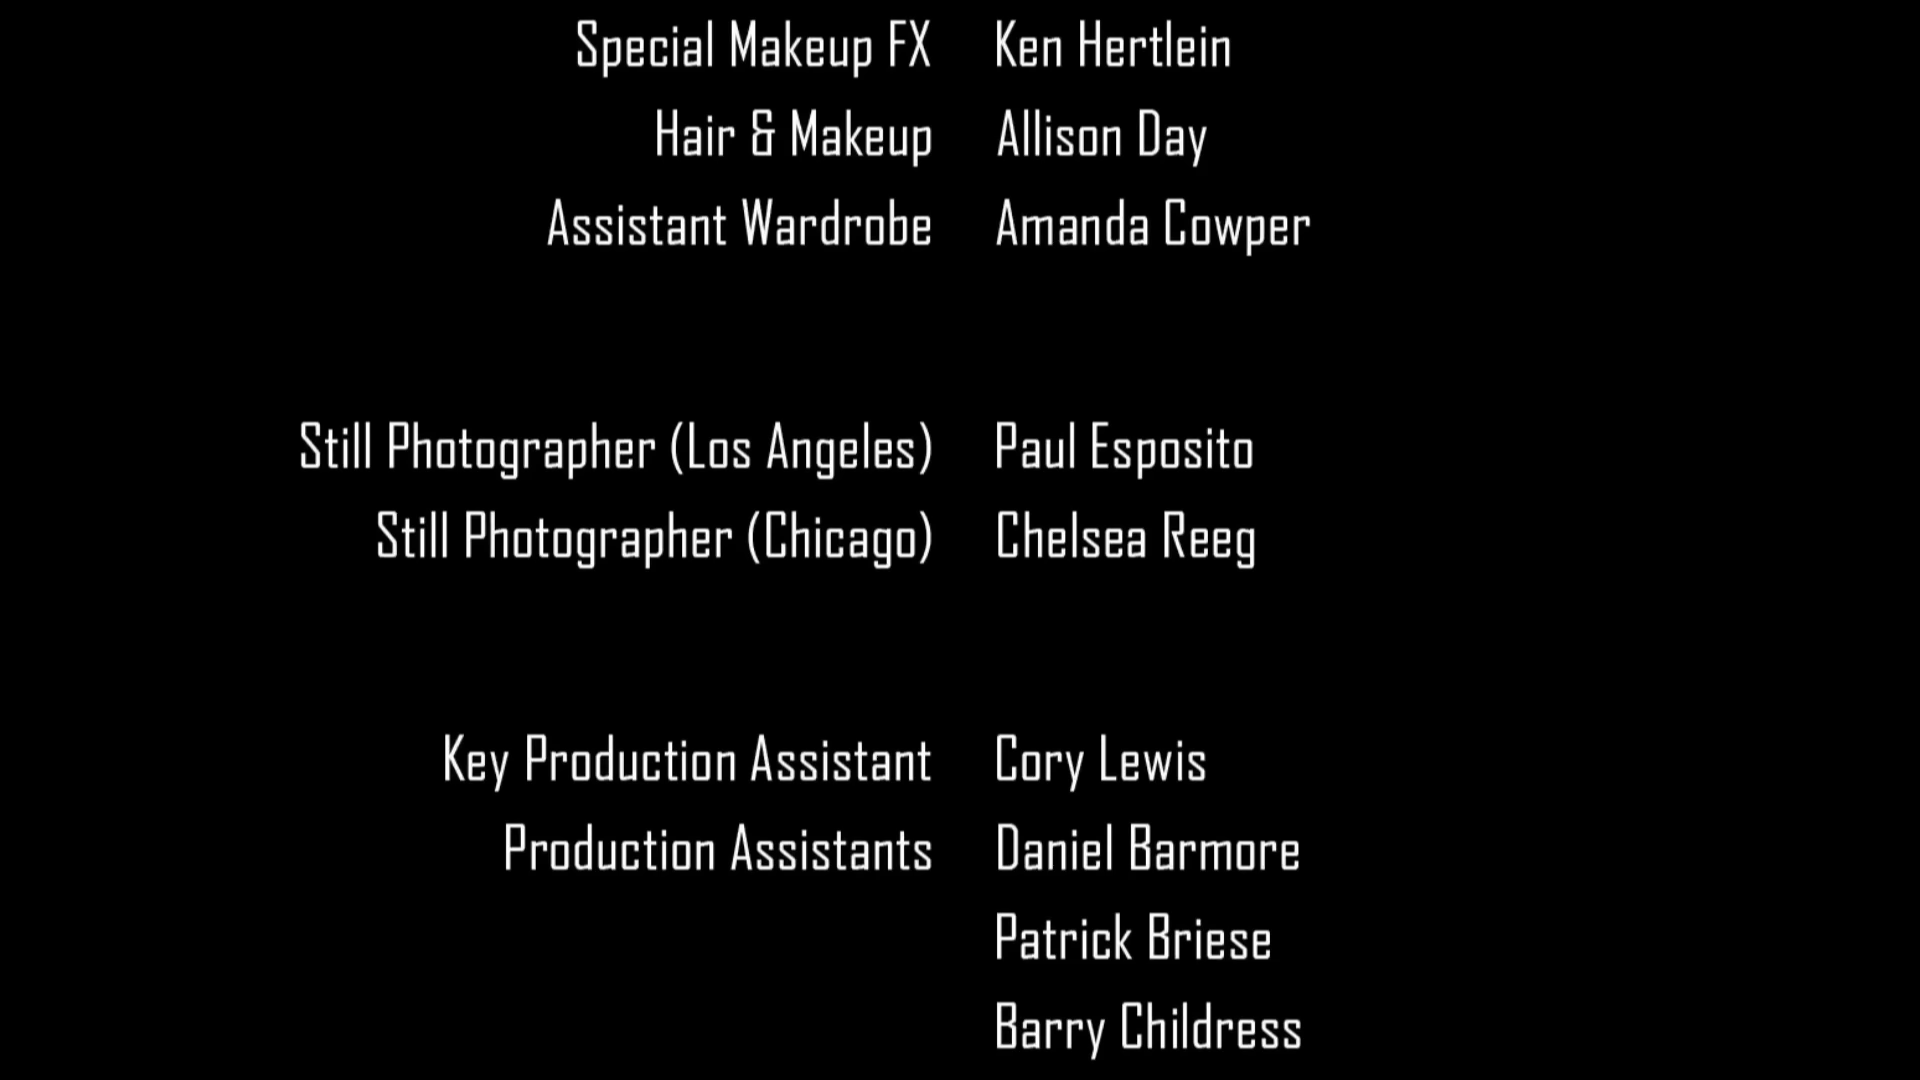 Special Makeup FX Ken Hertlein
Hair & Makeup Allison Day
Assistant Wardrobe Amanda Cowper
Still Photographer (Los Angeles) Paul Esposito
Still Photographer (Chicago) Chelsea Reeg
Key Production Assistant Cory Lewis
Production Assistants Daniel Barmore
Patrick Briese
Barry Childress